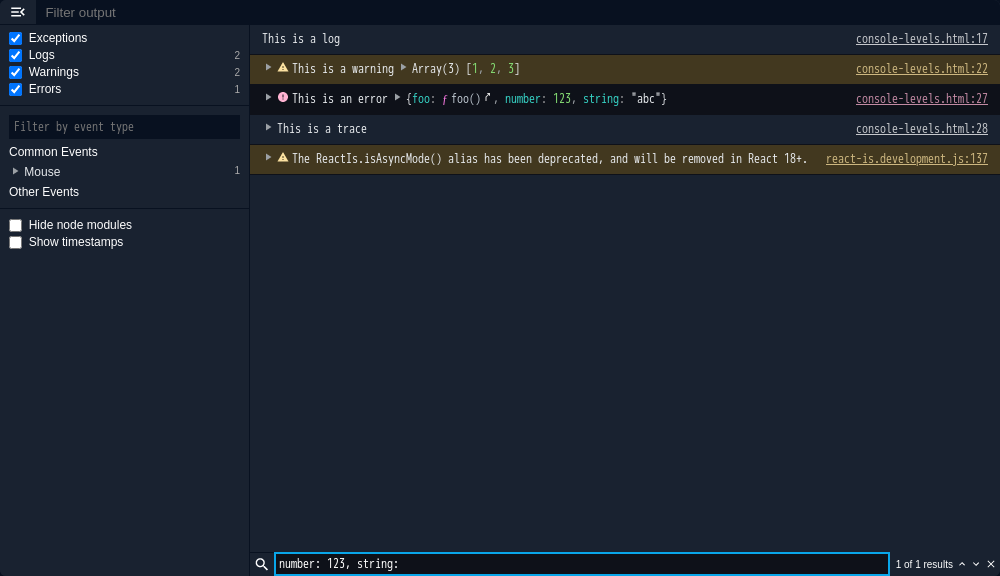 Filter output
Exceptions
Logs 2
Warnings 2
Errors 1
Filter by event type
Common Events
Mouse 1
Other Events
Hide node modules
Show timestamps
This is a log console-levels.html:17
This is a warning Array(3) [1, 2, 3] console-levels.html:22
This is an error {foo: ƒ foo(), number: 123, string: "abc"} console-levels.html:27
This is a trace console-levels.html:28
The ReactIs.isAsyncMode() alias has been deprecated, and will be removed in React 18+. react-is.development.js:137
number: 123, string: 1 of 1 results